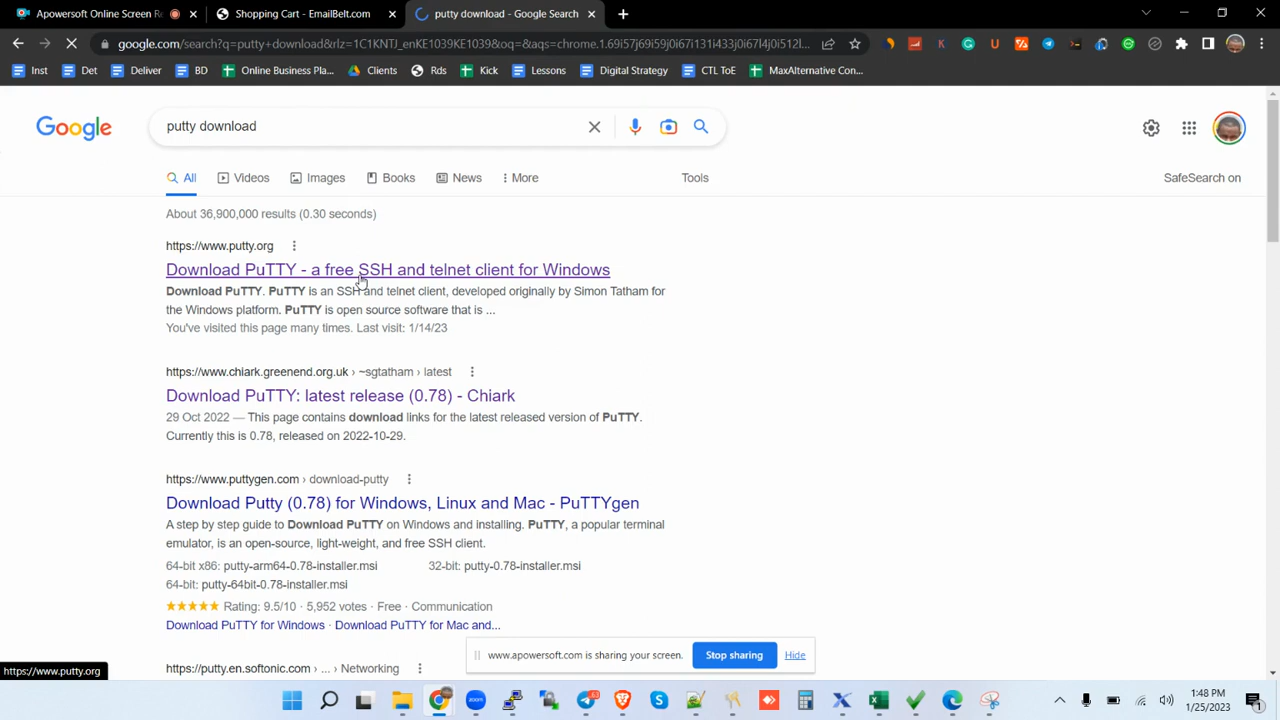 Apowersoft Online Screen Re
Shopping Cart - EmailBelt.com
putty download - Google Search
google.com/search?q=putty+download&rlz=1C1KNTJ_enKE1039KE1039&oq=&aqs=chrome.1.69i57j69i59j0i67i131i433j0i67l4j0i512l...
Inst
Det
Deliver
BD
Online Business Pla...
Clients
Rds
Kick
Lessons
Digital Strategy
CTL ToE
MaxAlternative Con...
Google
putty download
All
Videos
Images
Books
News
More
Tools
SafeSearch on
About 36,900,000 results (0.30 seconds)
https://www.putty.org
Download PuTTY - a free SSH and telnet client for Windows
Download PuTTY. PuTTY is an SSH and telnet client, developed originally by Simon Tatham for
the Windows platform. PuTTY is open source software that is ...
You've visited this page many times. Last visit: 1/14/23
https://www.chiark.greenend.org.uk › ~sgtatham › latest
Download PuTTY: latest release (0.78) - Chiark
29 Oct 2022 — This page contains download links for the latest released version of PuTTY.
Currently this is 0.78, released on 2022-10-29.
https://www.puttygen.com › download-putty
Download Putty (0.78) for Windows, Linux and Mac - PuTTYgen
A step by step guide to Download PuTTY on Windows and installing. PuTTY, a popular terminal
emulator, is an open-source, light-weight, and free SSH client.
64-bit x86: putty-arm64-0.78-installer.msi
32-bit: putty-0.78-installer.msi
64-bit: putty-64bit-0.78-installer.msi
Rating: 9.5/10 · 5,952 votes · Free · Communication
Download PuTTY for Windows · Download PuTTY for Mac and...
www.apowersoft.com is sharing your screen.
Stop sharing
Hide
https://putty.en.softonic.com › ... › Networking
https://www.putty.org
63
1:48 PM
1/25/2023
1